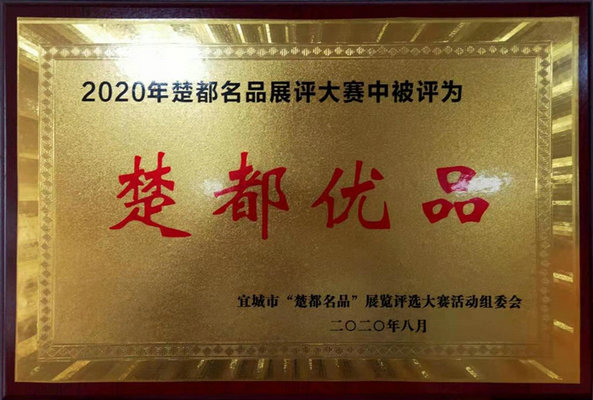 2020年楚都名品展评大赛中被评为
楚都优品
宜城市“楚都名品”展览评选大赛活动组委会
二〇二〇年八月